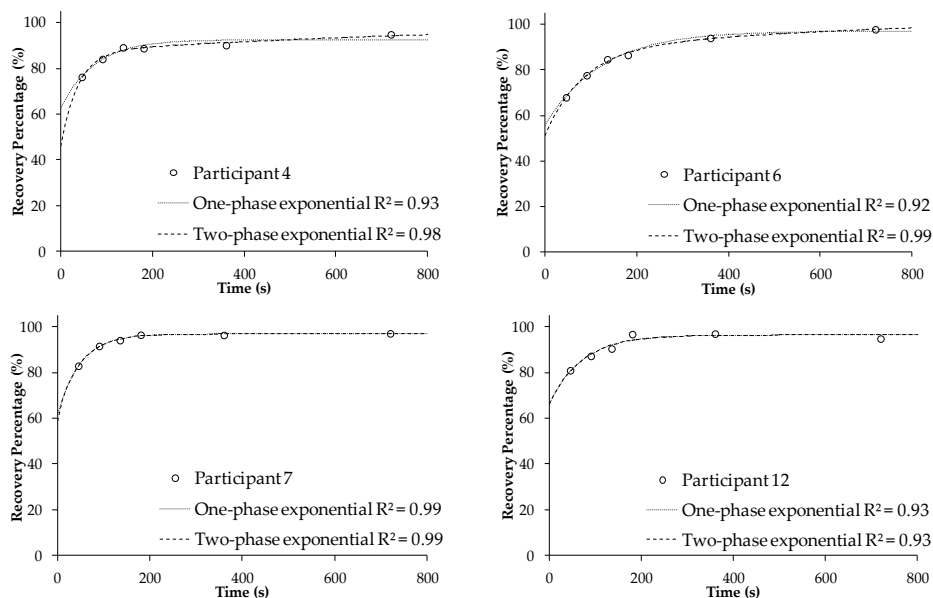 Recovery Percentage (%)
100
80
60
40
20
0
Participant 4
One-phase exponential R² = 0.93
Two-phase exponential R² = 0.98
0 200 400 600 800
Time (s)
Recovery Percentage (%)
100
80
60
40
20
0
Participant 6
One-phase exponential R² = 0.92
Two-phase exponential R² = 0.99
0 200 400 600 800
Time (s)
Recovery Percentage (%)
100
80
60
40
20
0
Participant 7
One-phase exponential R² = 0.99
Two-phase exponential R² = 0.99
0 200 400 600 800
Time (s)
Recovery Percentage (%)
100
80
60
40
20
0
Participant 12
One-phase exponential R² = 0.93
Two-phase exponential R² = 0.93
0 200 400 600 800
Time (s)